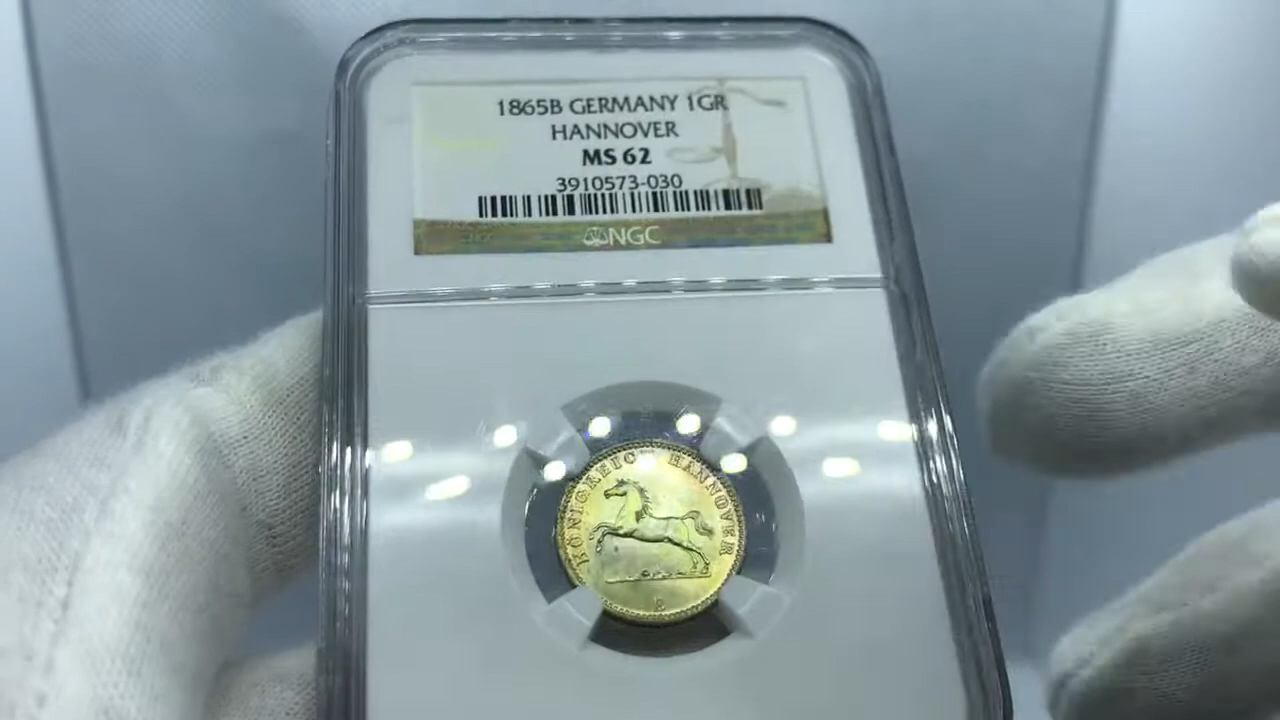 1865B GERMANY 1GR
HANNOVER
MS 62
3910573-030
NGC
KÖNIGREICH HANNOVER
B